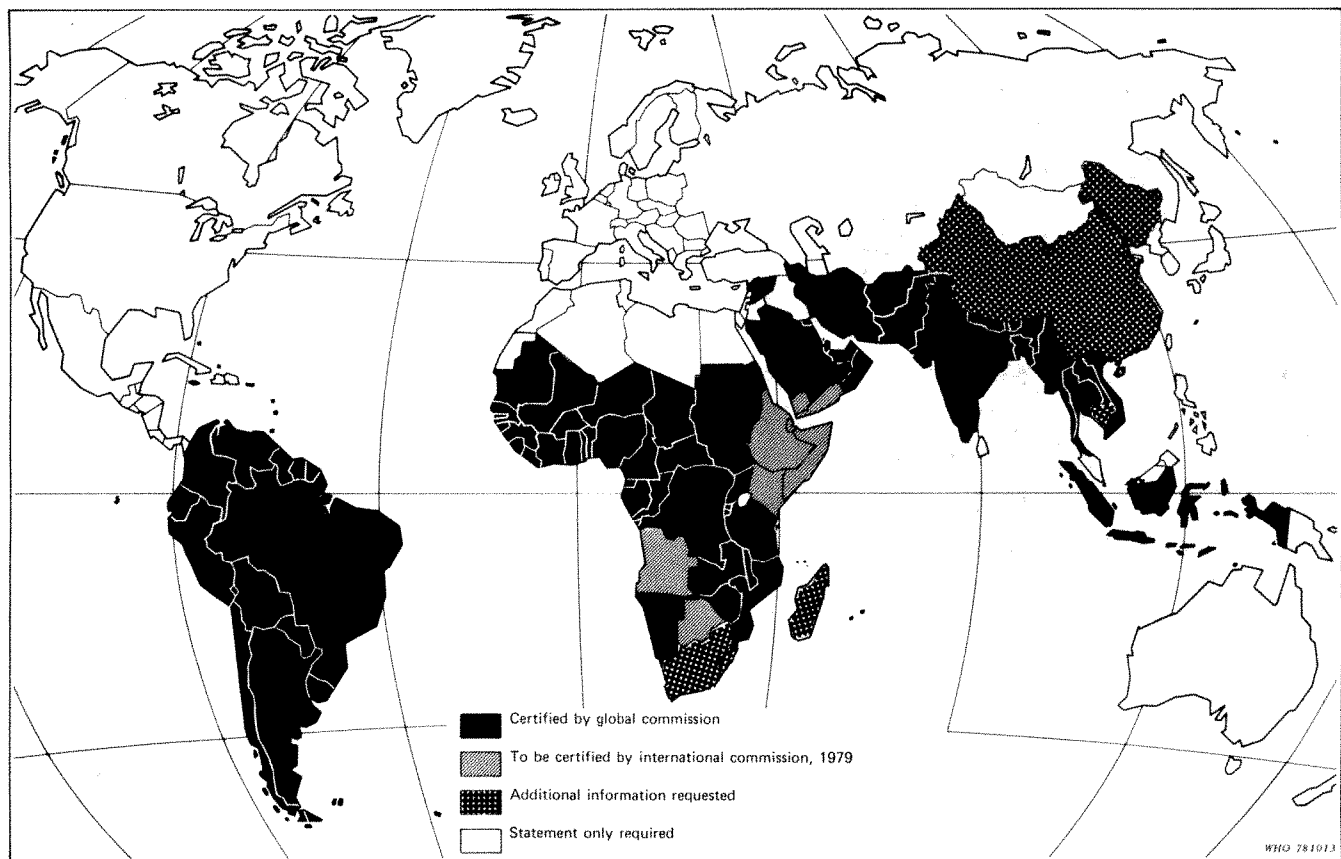 Certified by global commission
To be certified by international commission, 1979
Additional information requested
Statement only required
WHO 781013